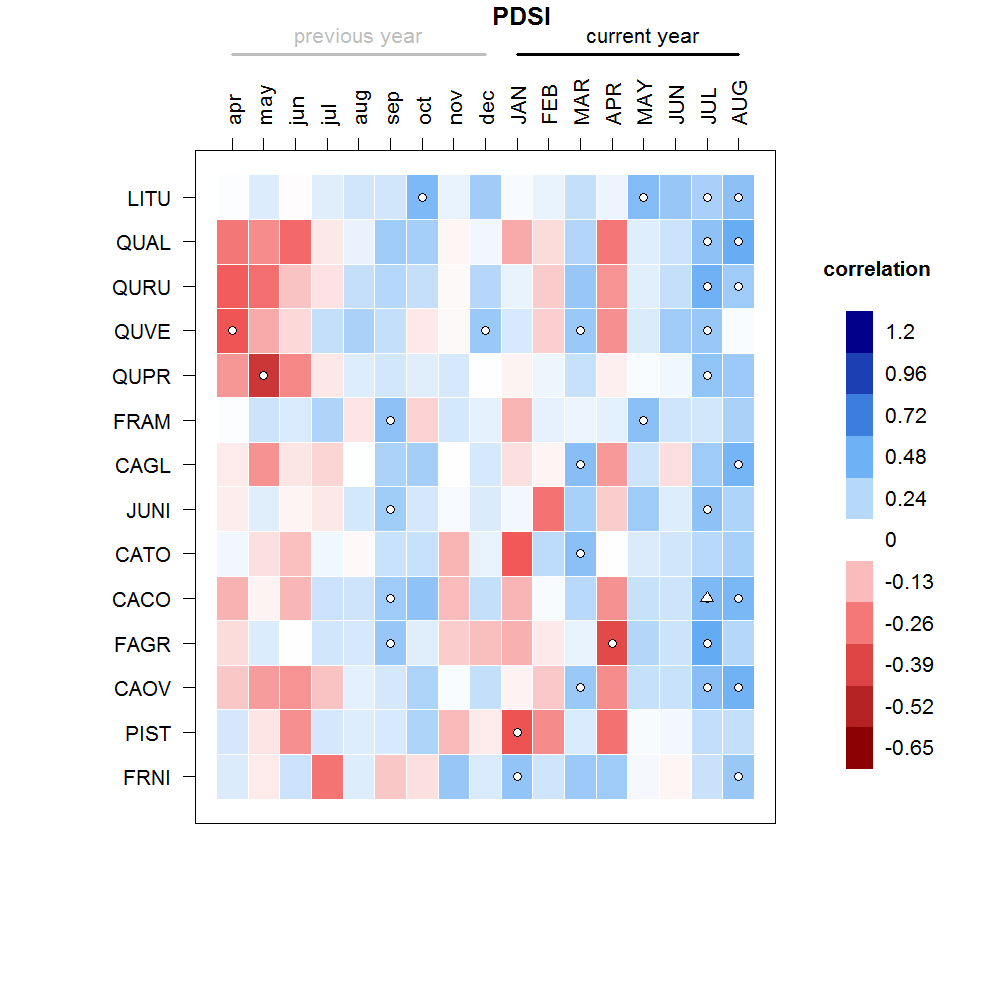 PDSI
previous year current year
apr may jun jul aug sep oct nov dec JAN FEB MAR APR MAY JUN JUL AUG
LITU
QUAL
QURU
QUVE
QUPR
FRAM
CAGL
JUNI
CATO
CACO
FAGR
CAOV
PIST
FRNI
correlation
1.2
0.96
0.72
0.48
0.24
0
-0.13
-0.26
-0.39
-0.52
-0.65